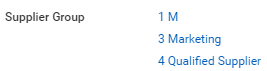 Supplier Group 1 M
3 Marketing
4 Qualified Supplier